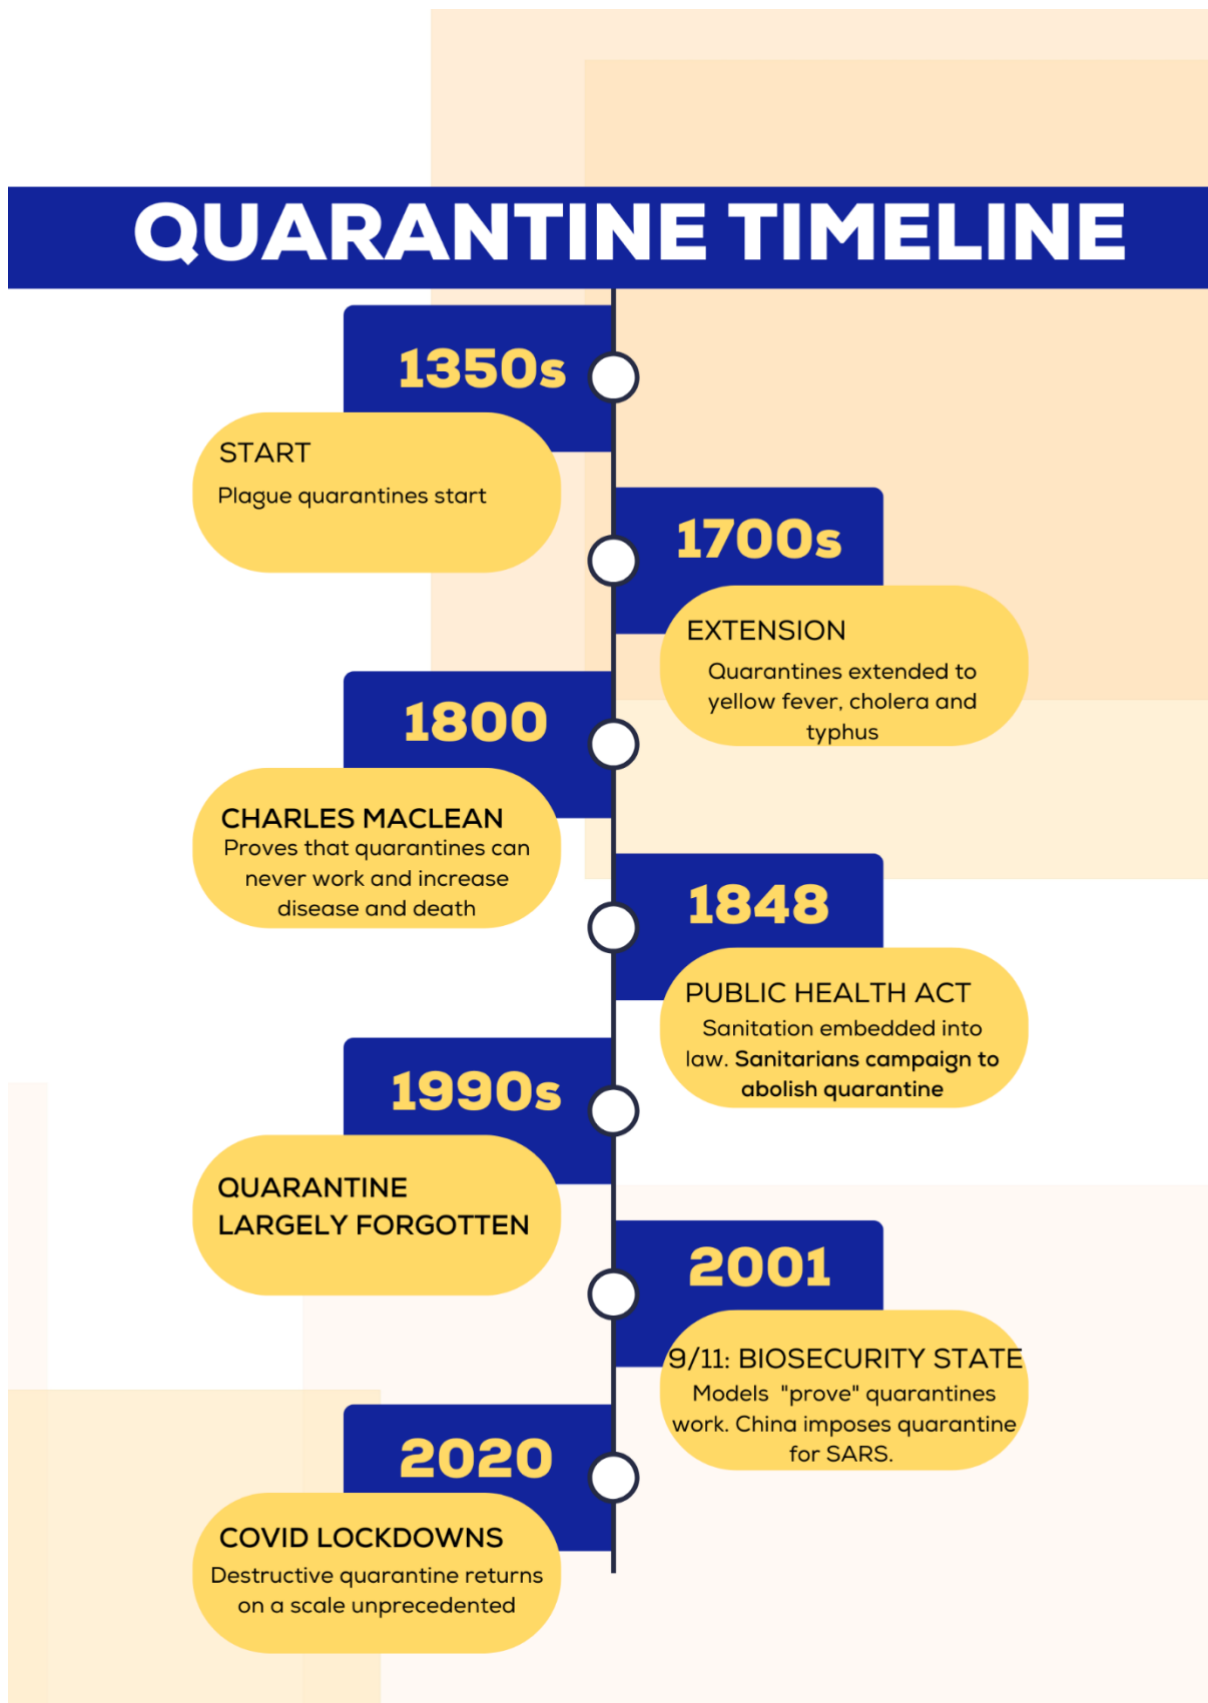 QUARANTINE TIMELINE
1350s
START
Plague quarantines start
1700s
EXTENSION
Quarantines extended to
yellow fever, cholera and
typhus
1800
CHARLES MACLEAN
Proves that quarantines can
never work and increase
disease and death
1848
PUBLIC HEALTH ACT
Sanitation embedded into
law. Sanitarians campaign to
abolish quarantine
1990s
QUARANTINE
LARGELY FORGOTTEN
2001
9/11: BIOSECURITY STATE
Models "prove" quarantines
work. China imposes quarantine
for SARS.
2020
COVID LOCKDOWNS
Destructive quarantine returns
on a scale unprecedented